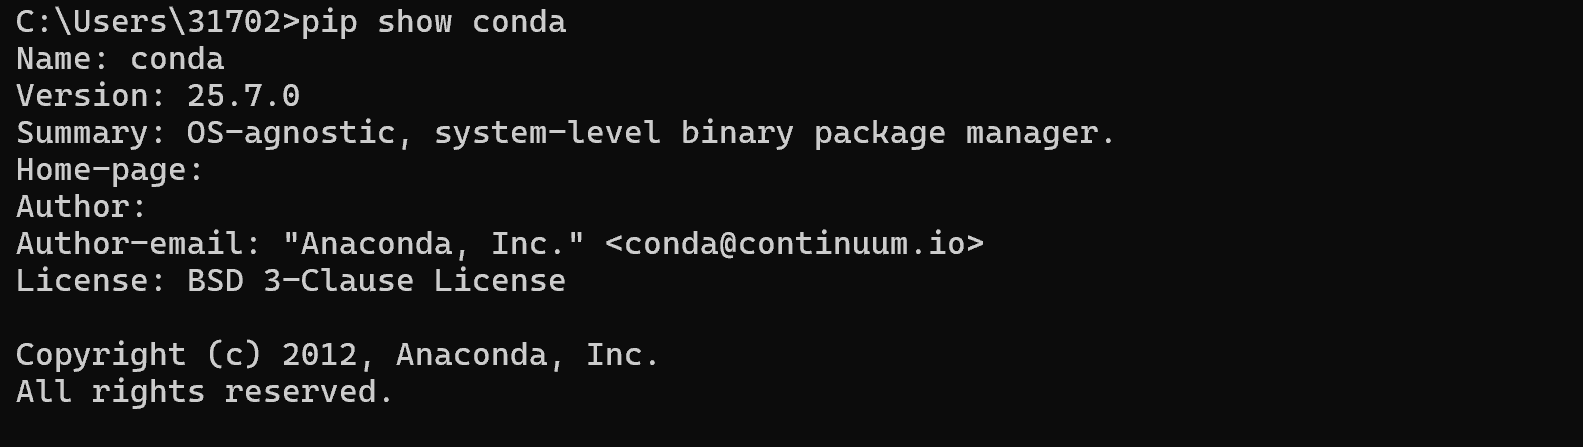 C:\Users\31702>pip show conda
Name: conda
Version: 25.7.0
Summary: OS-agnostic, system-level binary package manager.
Home-page:
Author:
Author-email: "Anaconda, Inc." <conda@continuum.io>
License: BSD 3-Clause License
Copyright (c) 2012, Anaconda, Inc.
All rights reserved.